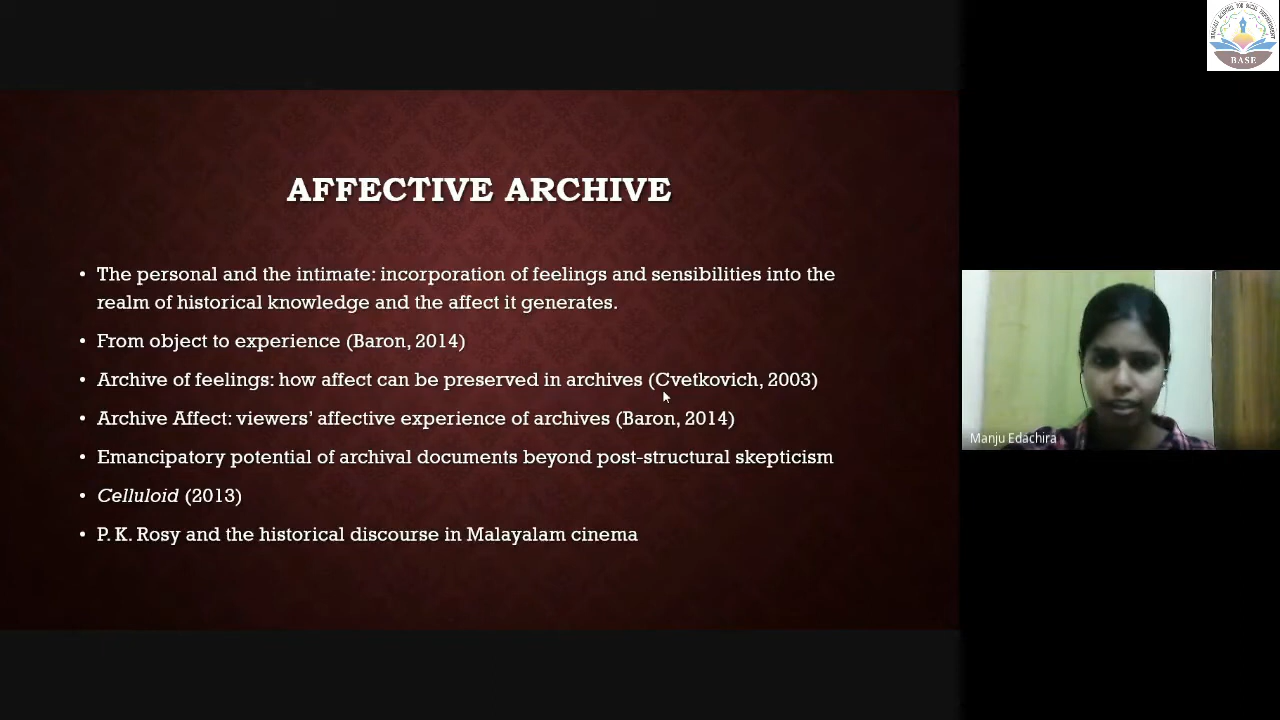 AFFECTIVE ARCHIVE
• The personal and the intimate: incorporation of feelings and sensibilities into the
realm of historical knowledge and the affect it generates.
• From object to experience (Baron, 2014)
• Archive of feelings: how affect can be preserved in archives (Cvetkovich, 2003)
• Archive Affect: viewers’ affective experience of archives (Baron, 2014)
• Emancipatory potential of archival documents beyond post-structural skepticism
• Celluloid (2013)
• P. K. Rosy and the historical discourse in Malayalam cinema
Manju Edachira
BASE